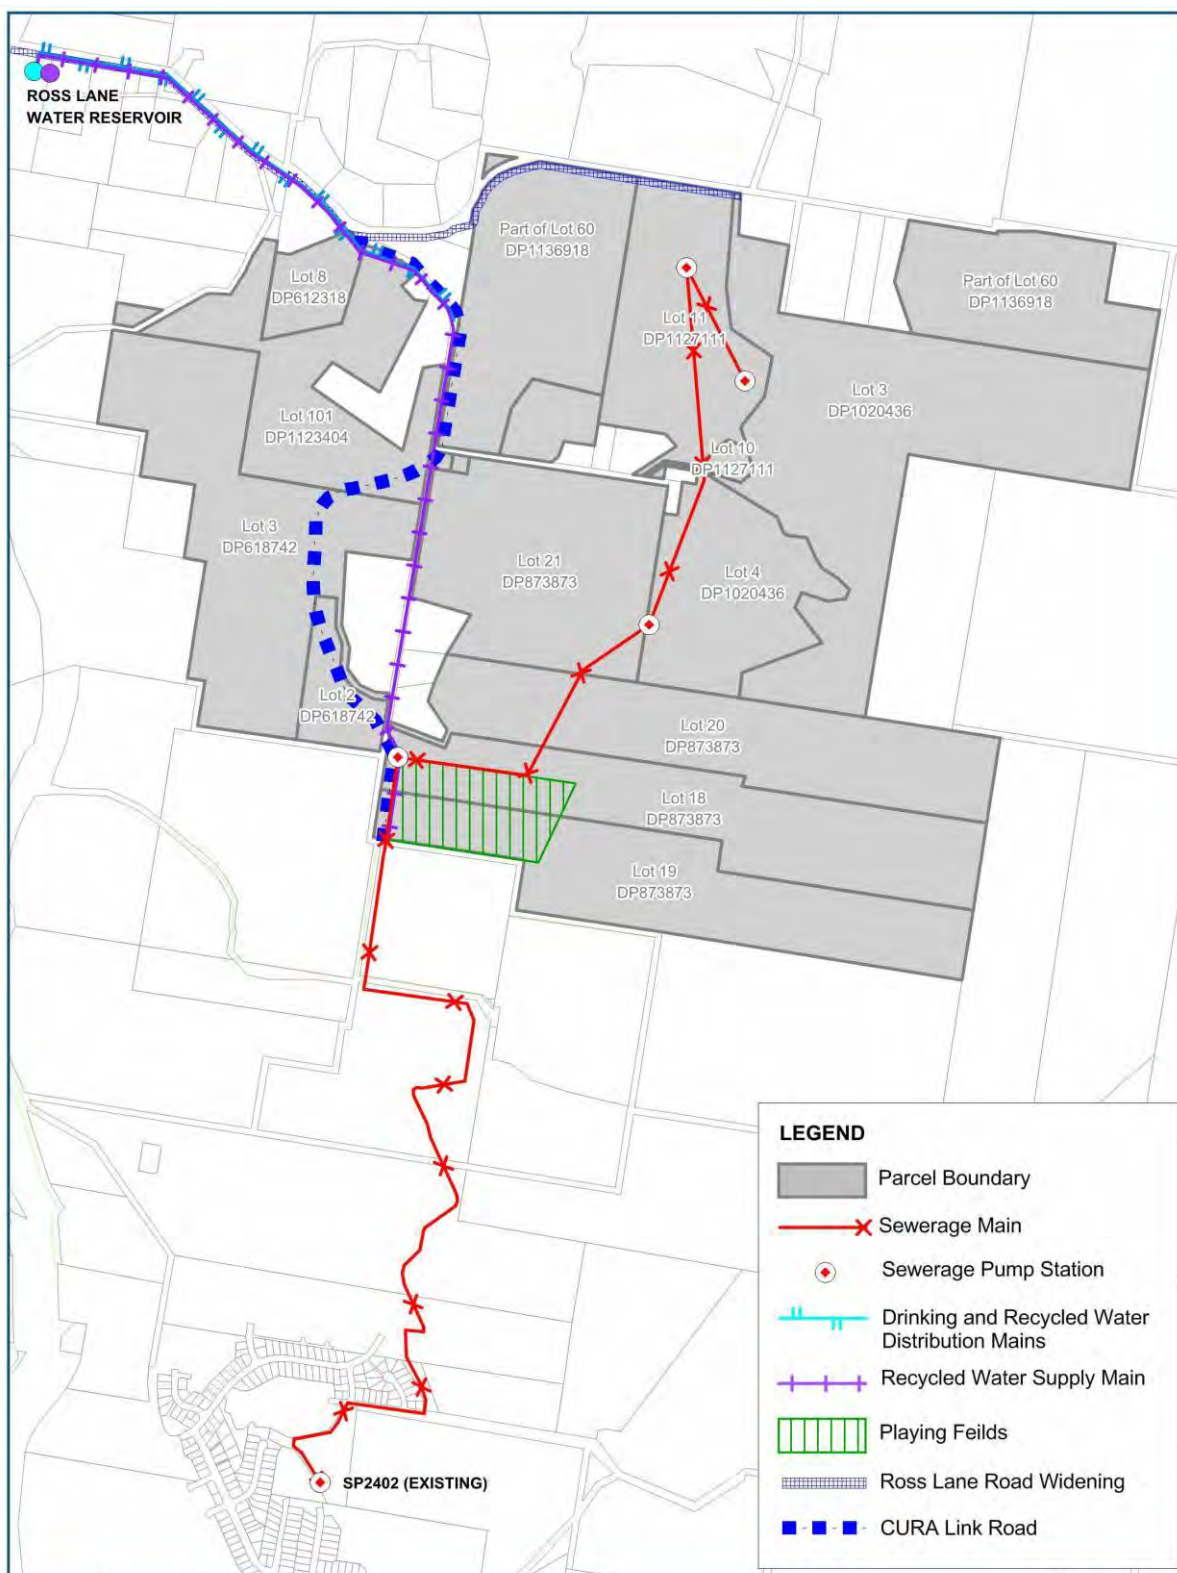 ROSS LANE
WATER RESERVOIR
Part of Lot 60
DP1136918
Lot 8
DP612318
Part of Lot 60
DP1136918
Lot 11
DP1127111
Lot 3
DP1020436
Lot 101
DP1123404
Lot 10
DP1127111
Lot 3
DP618742
Lot 21
DP873873
Lot 4
DP1020436
Lot 2
DP618742
Lot 20
DP873873
Lot 18
DP873873
Lot 19
DP873873
SP2402 (EXISTING)
LEGEND
Parcel Boundary
Sewerage Main
Sewerage Pump Station
Drinking and Recycled Water
Distribution Mains
Recycled Water Supply Main
Playing Feilds
Ross Lane Road Widening
CURA Link Road